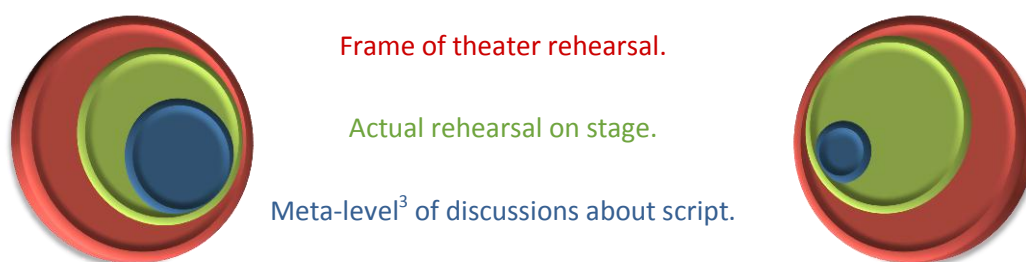 Frame of theater rehearsal.
Actual rehearsal on stage.
Meta-level³ of discussions about script.